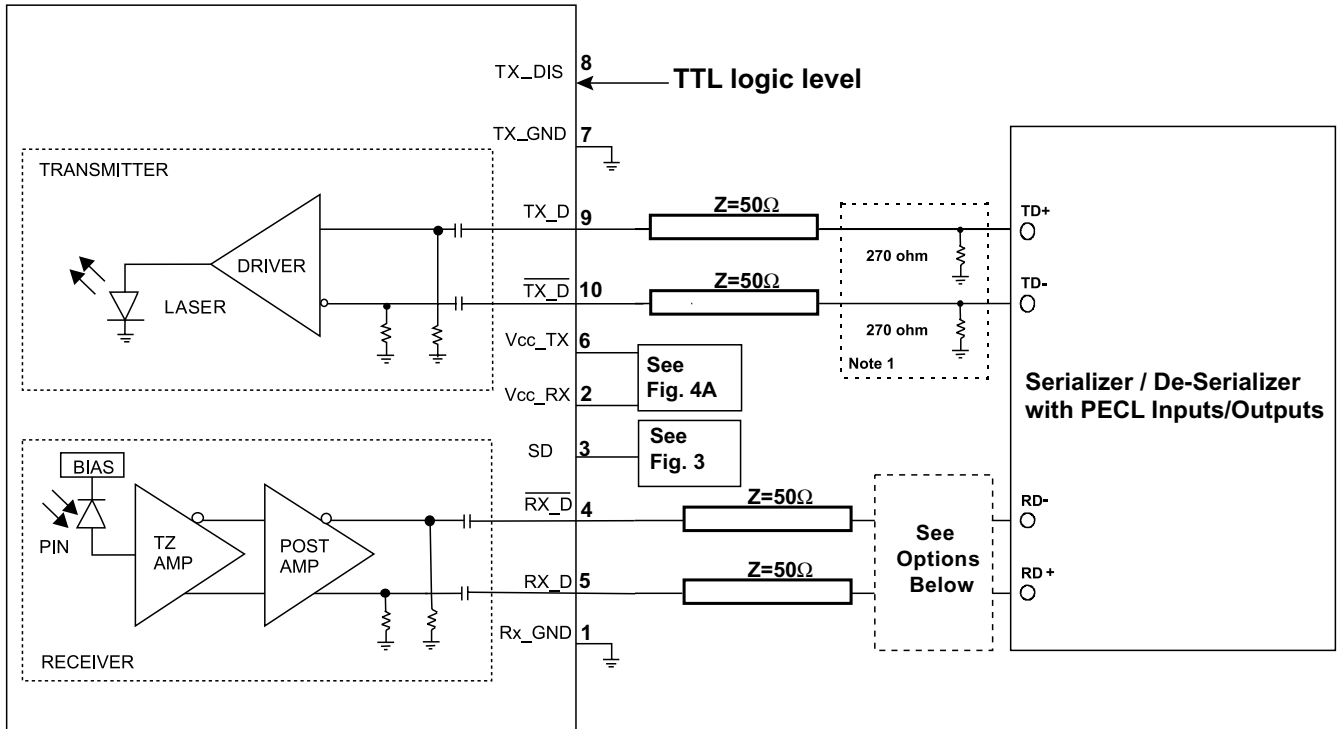 TX_DIS
8
TTL logic level
TX_GND
7
TRANSMITTER
DRIVER
LASER
TX_D
9
Z=50Ω
TX_D
10
Z=50Ω
270 ohm
270 ohm
Note 1
TD+
TD-
Vcc_TX
6
Vcc_RX
2
See
Fig. 4A
SD
3
See
Fig. 3
Serializer / De-Serializer
with PECL Inputs/Outputs
BIAS
PIN
TZ
AMP
POST
AMP
RECEIVER
RX_D
4
Z=50Ω
RX_D
5
Z=50Ω
Rx_GND
1
See
Options
Below
RD-
RD+